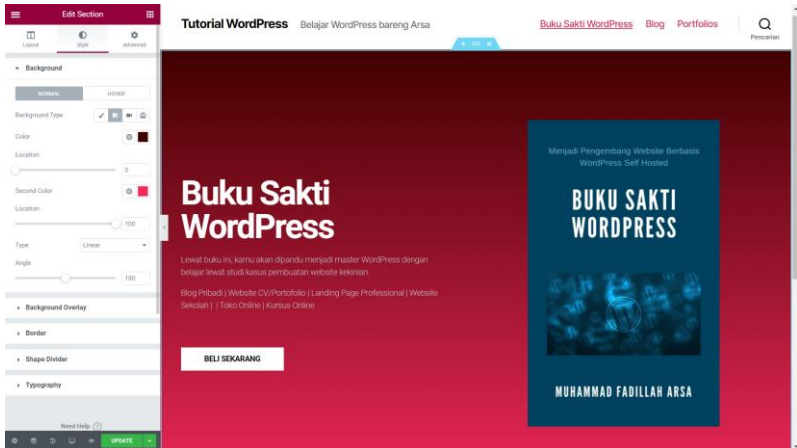 Edit Section
Layout
Style
Advanced
Background
NORMAL
HOVER
Background Type
Color
Location
0
Second Color
Location
100
Type
Linear
Angle
180
Background Overlay
Border
Shape Divider
Typography
Need Help
UPDATE
Tutorial WordPress
Belajar WordPress bareng Arsa
Buku Sakti WordPress
Blog
Portfolios
Pencarian
Buku Sakti
WordPress
Lewat buku ini, kamu akan dipandu menjadi master WordPress dengan
belajar lewat studi kasus pembuatan website kekinian.
Blog Pribadi | Website CV/Portofolio | Landing Page Professional | Website
Sekolah | | Toko Online | Kursus Online
BELI SEKARANG
Menjadi Pengembang Website Berbasis
WordPress Self Hosted
BUKU SAKTI
WORDPRESS
MUHAMMAD FADILLAH ARSA